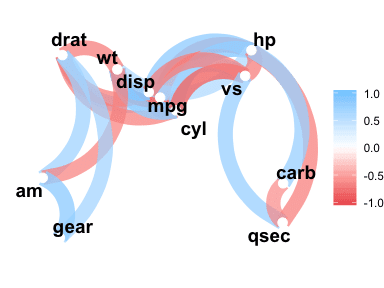 drat
hp
wt
disp
vs
mpg
cyl
carb
am
gear
qsec
1.0
0.5
0.0
-0.5
-1.0